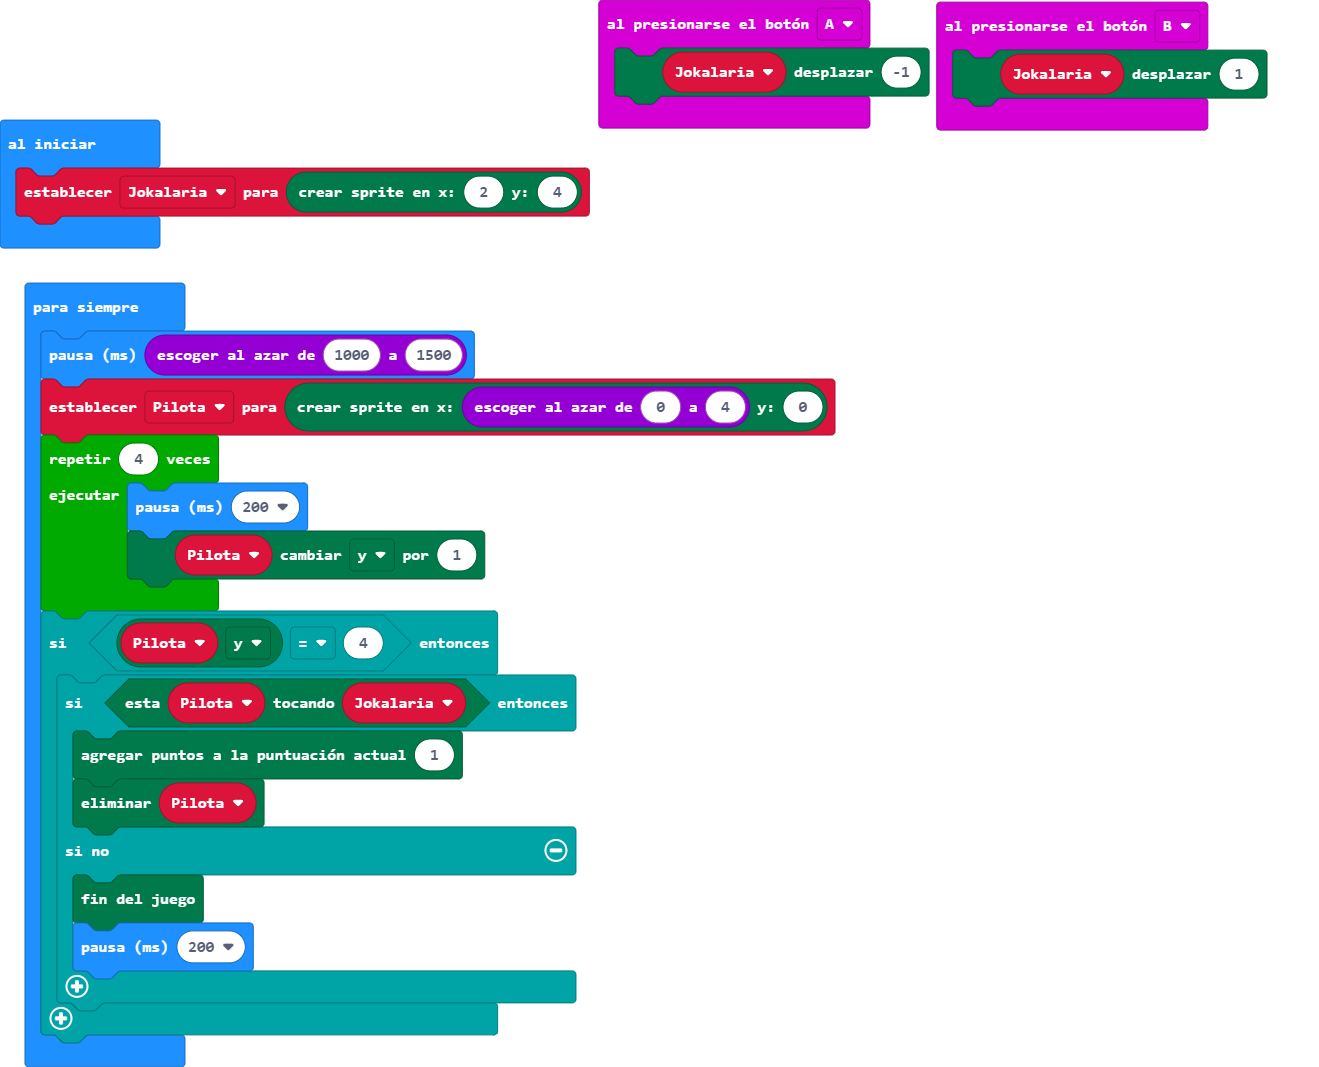 al presionarse el botón A
Jokalaria desplazar -1
al presionarse el botón B
Jokalaria desplazar 1
al iniciar
establecer Jokalaria para crear sprite en x: 2 y: 4
para siempre
pausa (ms) escoger al azar de 1000 a 1500
establecer Pilota para crear sprite en x: escoger al azar de 0 a 4 y: 0
repetir 4 veces
ejecutar
pausa (ms) 200
Pilota cambiar y por 1
si Pilota y = 4 entonces
si esta Pilota tocando Jokalaria entonces
agregar puntos a la puntuación actual 1
eliminar Pilota
si no
fin del juego
pausa (ms) 200